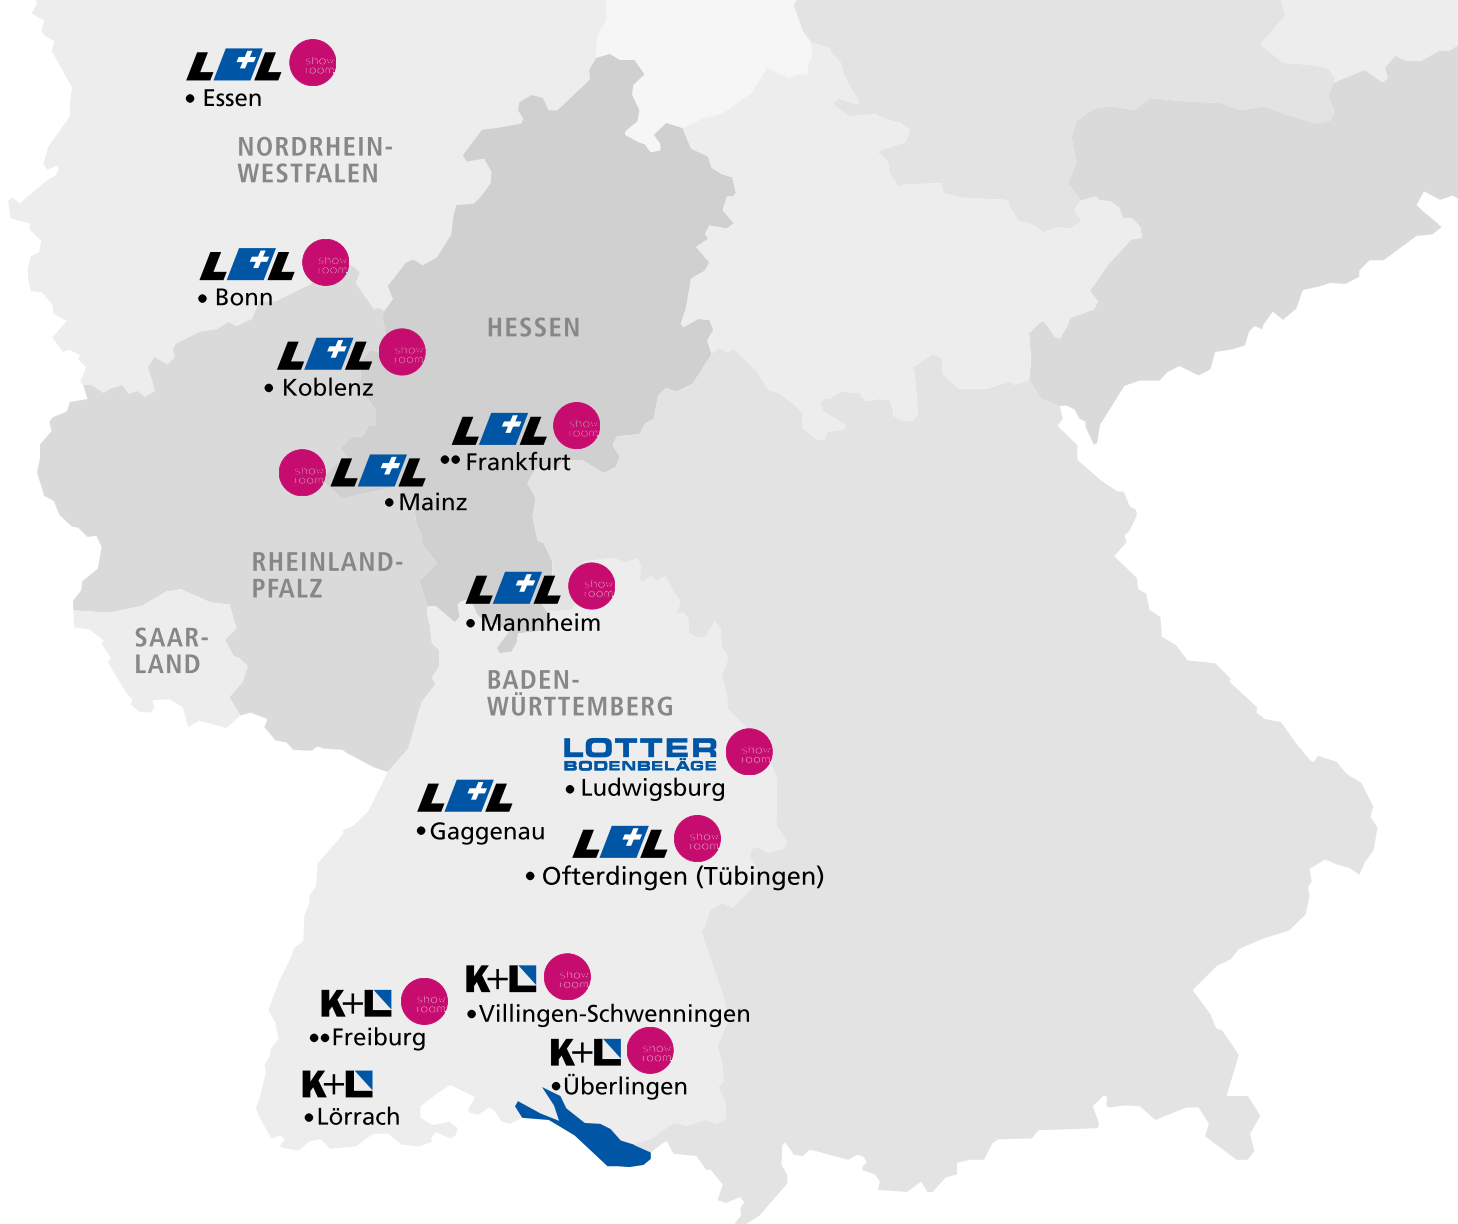 L+L show room
• Essen
NORDRHEIN-
WESTFALEN
L+L show room
• Bonn
HESSEN
L+L show room
• Koblenz
L+L show room
•• Frankfurt
show room L+L
• Mainz
RHEINLAND-
PFALZ
L+L show room
• Mannheim
SAAR-
LAND
BADEN-
WÜRTTEMBERG
LOTTER show room
BODENBELÄGE
• Ludwigsburg
L+L
• Gaggenau
L+L show room
• Ofterdingen (Tübingen)
K+L show room
• Villingen-Schwenningen
K+L show room
•• Freiburg
K+L show room
• Überlingen
K+L
• Lörrach